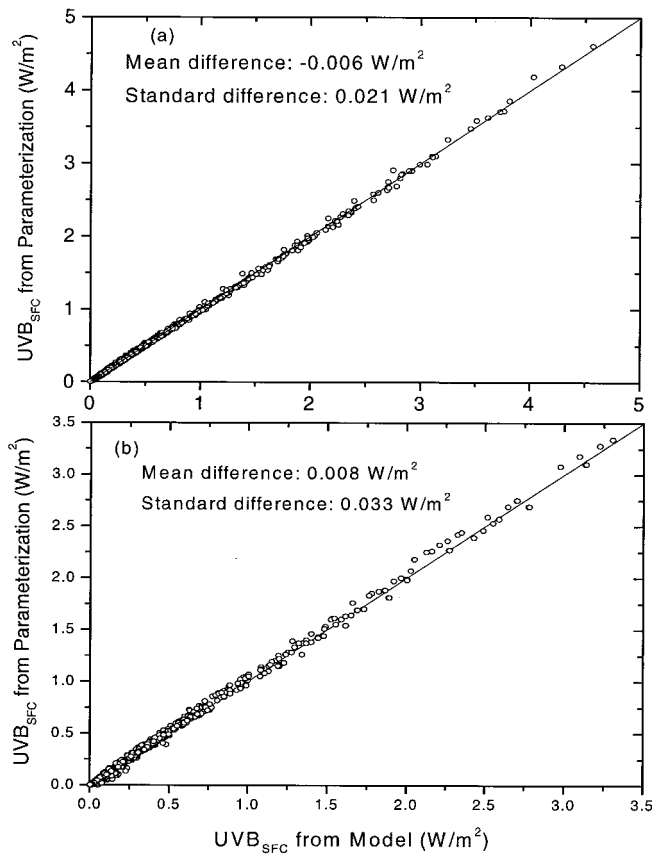 (a)
Mean difference: -0.006 W/m²
Standard difference: 0.021 W/m²
UVB_SFC from Parameterization (W/m²)
5
4
3
2
1
0
0 1 2 3 4 5
(b)
Mean difference: 0.008 W/m²
Standard difference: 0.033 W/m²
UVB_SFC from Parameterization (W/m²)
3.5
3.0
2.5
2.0
1.5
1.0
0.5
0.0
0.0 0.5 1.0 1.5 2.0 2.5 3.0 3.5
UVB_SFC from Model (W/m²)